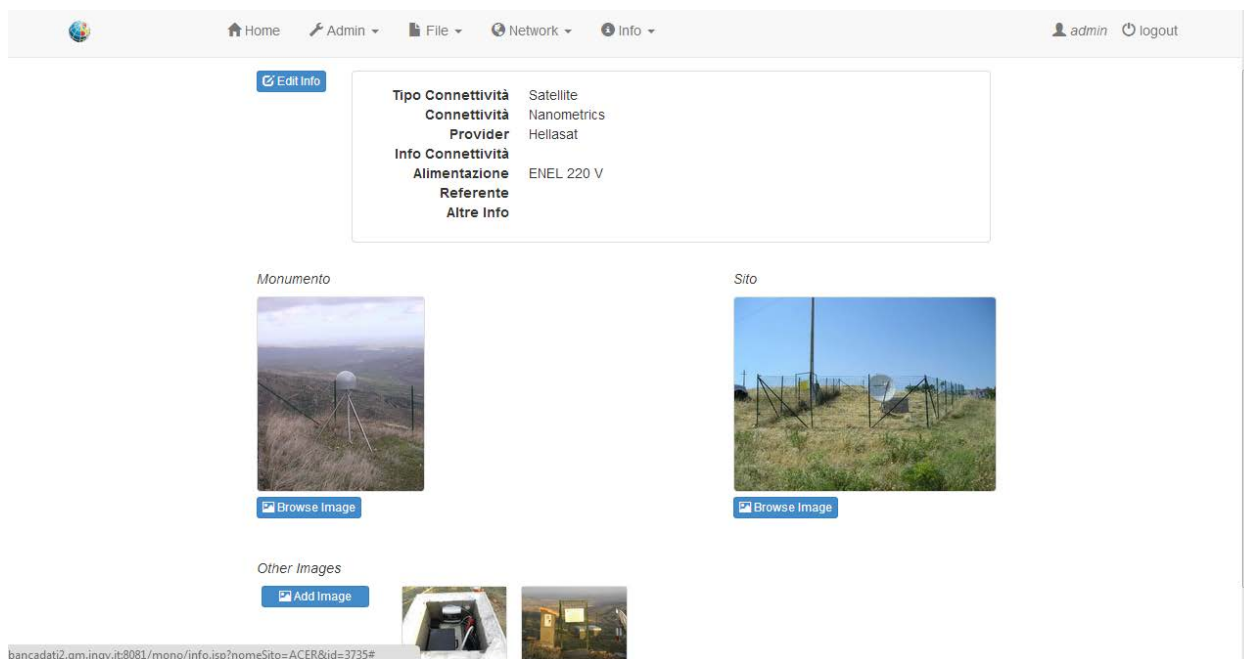 Home Admin File Network Info admin logout
Edit Info
Tipo Connettività Satellite
Connettività Nanometrics
Provider Hellasat
Info Connettività
Alimentazione ENEL 220 V
Referente
Altre Info
Monumento Sito
Browse Image Browse Image
Other Images
Add Image
bancadati2.gm.ingv.it:8081/mono/info.jsp?nomeSito=ACER&id=3735#